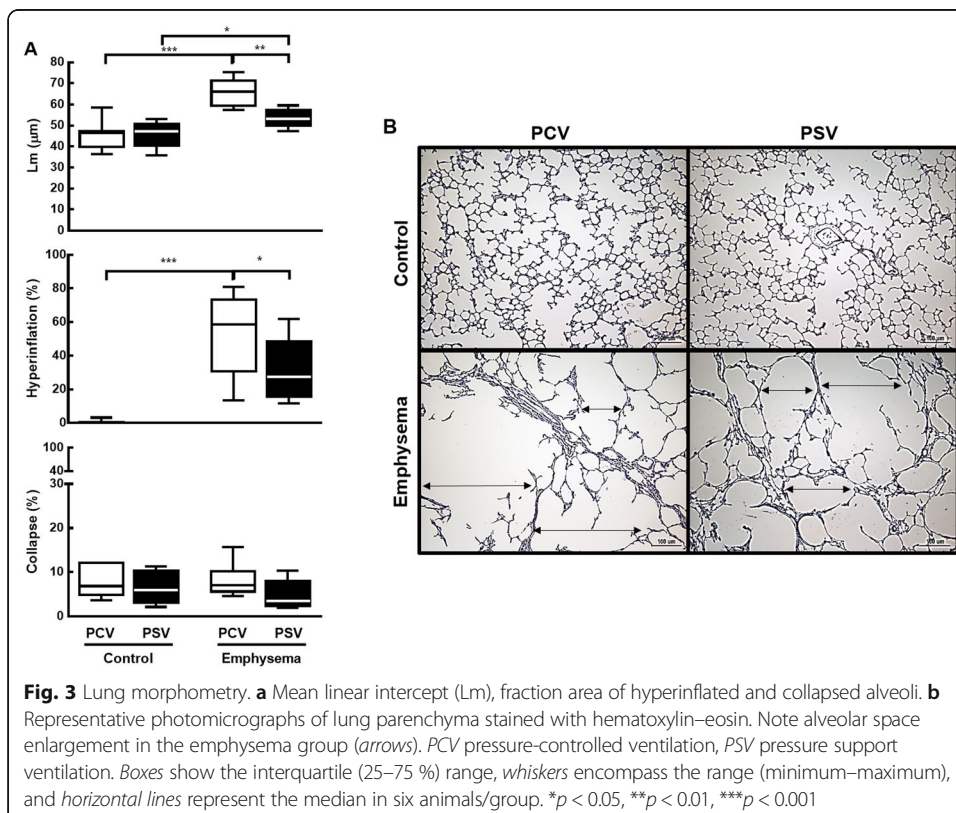 A
*
*** **
80
70
60
50
40
30
20
10
0
Lm (μm)
*** *
100
80
60
40
20
0
Hyperinflation (%)
100
40
30
20
10
0
Collapse (%)
PCV PSV PCV PSV
Control Emphysema
B
PCV PSV
Control
Emphysema
100 μm
100 um
100 um
Fig. 3 Lung morphometry. a Mean linear intercept (Lm), fraction area of hyperinflated and collapsed alveoli. b
Representative photomicrographs of lung parenchyma stained with hematoxylin–eosin. Note alveolar space
enlargement in the emphysema group (arrows). PCV pressure-controlled ventilation, PSV pressure support
ventilation. Boxes show the interquartile (25–75 %) range, whiskers encompass the range (minimum–maximum),
and horizontal lines represent the median in six animals/group. *p < 0.05, **p < 0.01, ***p < 0.001